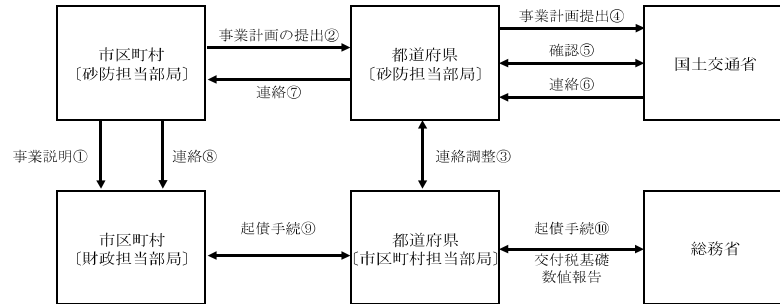 事業計画の提出②
事業計画提出④
市区町村
〔砂防担当部局〕
都道府県
〔砂防担当部局〕
確認⑤
国土交通省
連絡⑦
連絡⑥
事業説明①
連絡⑧
連絡調整③
市区町村
〔財政担当部局〕
起債手続⑨
都道府県
〔市区町村担当部局〕
起債手続⑩
交付税基礎
数値報告
総務省